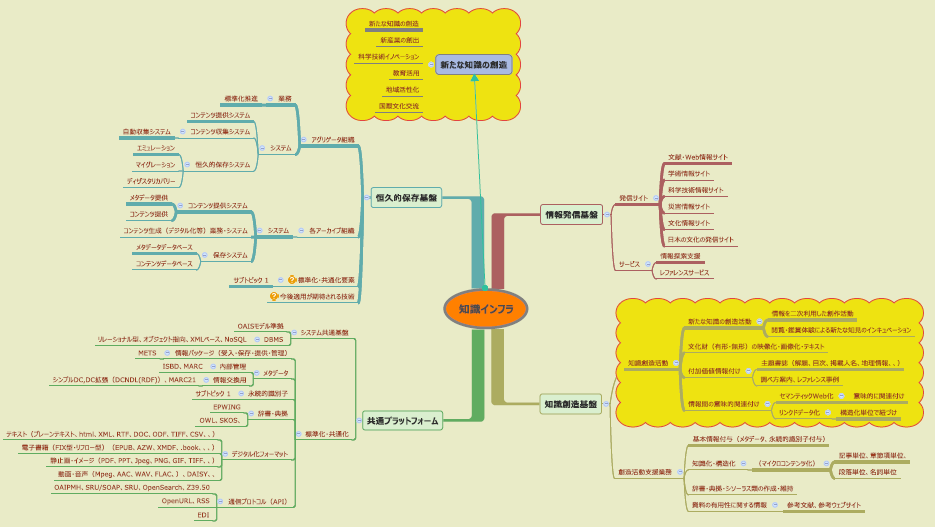 新たな知識の創造
新産業の創出
科学技術イノベーション
教育活用
地域活性化
国際文化交流
新たな知識の創造
標準化推進
業務
コンテンツ提供システム
自動収集システム
コンテンツ収集システム
エミュレーション
マイグレーション
ディザスタリカバリー
恒久的保存システム
システム
アグリゲータ組織
メタデータ提供
コンテンツ提供
コンテンツ提供システム
コンテンツ生成（デジタル化等）業務・システム
メタデータデータベース
コンテンツデータベース
保存システム
システム
各アーカイブ組織
サブトピック 1
標準化・共通化要素
今後適用が期待される技術
恒久的保存基盤
文献・Web情報サイト
学術情報サイト
科学技術情報サイト
災害情報サイト
文化情報サイト
日本の文化の発信サイト
発信サイト
情報探索支援
レファレンスサービス
サービス
情報発信基盤
知識インフラ
OAISモデル準拠
リレーショナル型、オブジェクト指向、XMLベース、NoSQL
DBMS
システム共通基盤
METS
情報パッケージ（受入・保存・提供・管理）
ISBD、MARC
内部管理
シンプルDC,DC拡張（DCNDL(RDF)）、MARC21
情報交換用
メタデータ
サブトピック 1
永続的識別子
EPWING
OWL、SKOS、
辞書・典拠
標準化・共通化
テキスト（プレーンテキスト、html、XML、RTF、DOC、ODF、TIFF、CSV、、）
電子書籍（FIX型・リフロー型）（EPUB、AZW、XMDF、.book、、、）
静止画・イメージ（PDF、PPT、Jpeg、PNG、GIF、TIFF、、）
動画・音声（Mpeg、AAC、WAV、FLAC、）、DAISY、、
デジタル化フォーマット
OAIPMH、SRU/SOAP、SRU、OpenSearch、Z39.50
OpenURL、RSS
EDI
通信プロトコル（API）
共通プラットフォーム
情報を二次利用した創作活動
閲覧・鑑賞体験による新たな知見のインキュベーション
新たな知識の創造活動
文化財（有形・無形）の映像化・画像化・テキスト
主題書誌（解題、目次、掲載人名、地理情報、、）
調べ方案内、レファレンス事例
付加価値情報付け
セマンティックWeb化
意味的に関連付け
リンクドデータ化
構造化単位で紐づけ
情報間の意味的関連付け
知識創造活動
知識創造基盤
基本情報付与（メタデータ、永続的識別子付与）
知識化・構造化
（マイクロコンテンツ化）
記事単位、章節項単位、
段落単位、名詞単位
創造活動支援業務
辞書・典拠・シソーラス類の作成・維持
資料の有用性に関する情報
参考文献、参考ウェブサイト